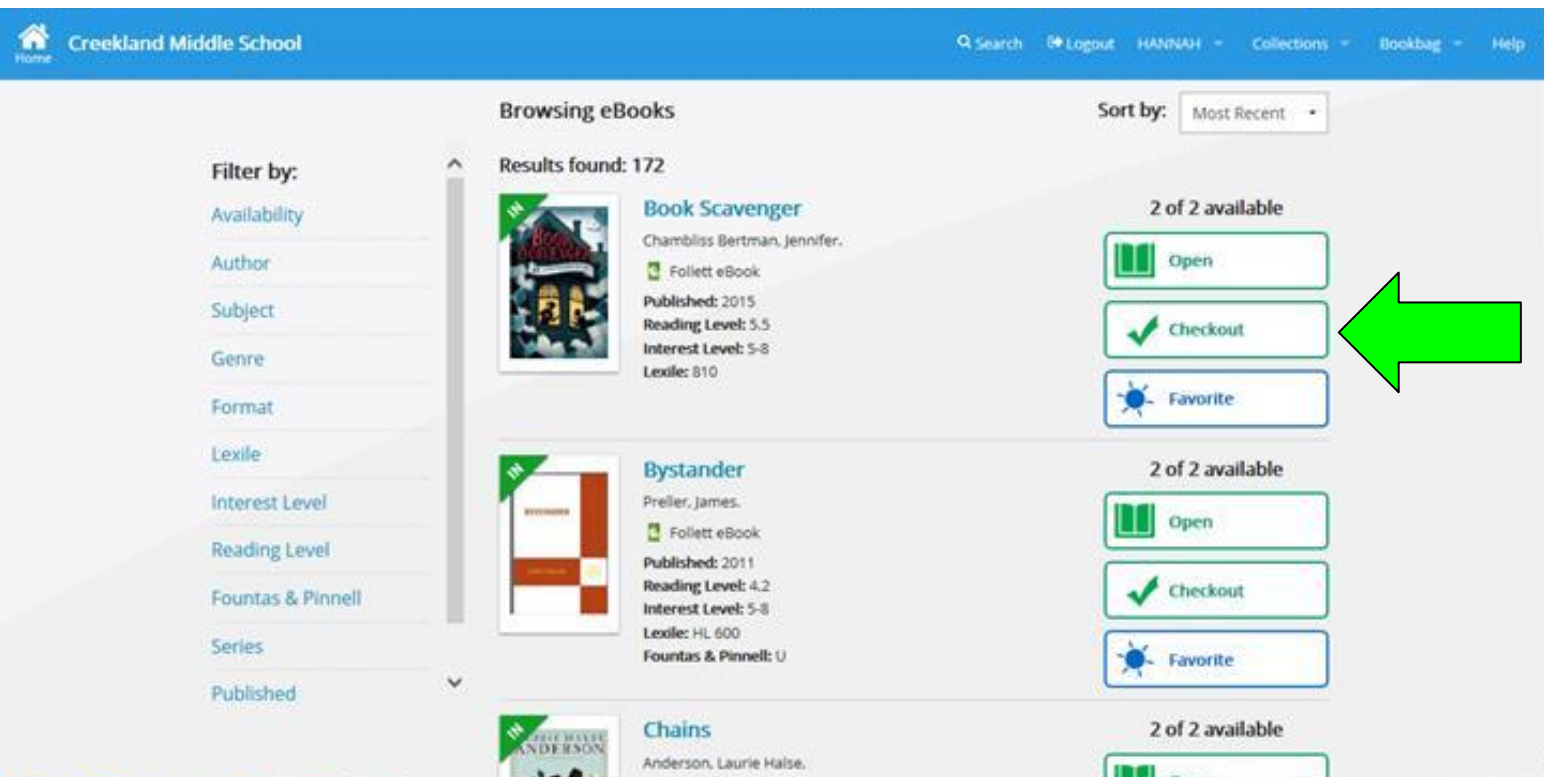 Home
Creekland Middle School
Search Logout HANNAH Collections Bookbag Help
Browsing eBooks
Sort by: Most Recent
Results found: 172
Filter by:
Availability
Author
Subject
Genre
Format
Lexile
Interest Level
Reading Level
Fountas & Pinnell
Series
Published
IN
BOOK SCAVENGER
Book Scavenger
Chambliss Bertman, Jennifer.
Follett eBook
Published: 2015
Reading Level: 5.5
Interest Level: 5-8
Lexile: 810
2 of 2 available
Open
Checkout
Favorite
IN
BYSTANDER
Bystander
Preller, James.
Follett eBook
Published: 2011
Reading Level: 4.2
Interest Level: 5-8
Lexile: HL 600
Fountas & Pinnell: U
2 of 2 available
Open
Checkout
Favorite
IN
ANDERSON
Chains
Anderson, Laurie Halse.
2 of 2 available